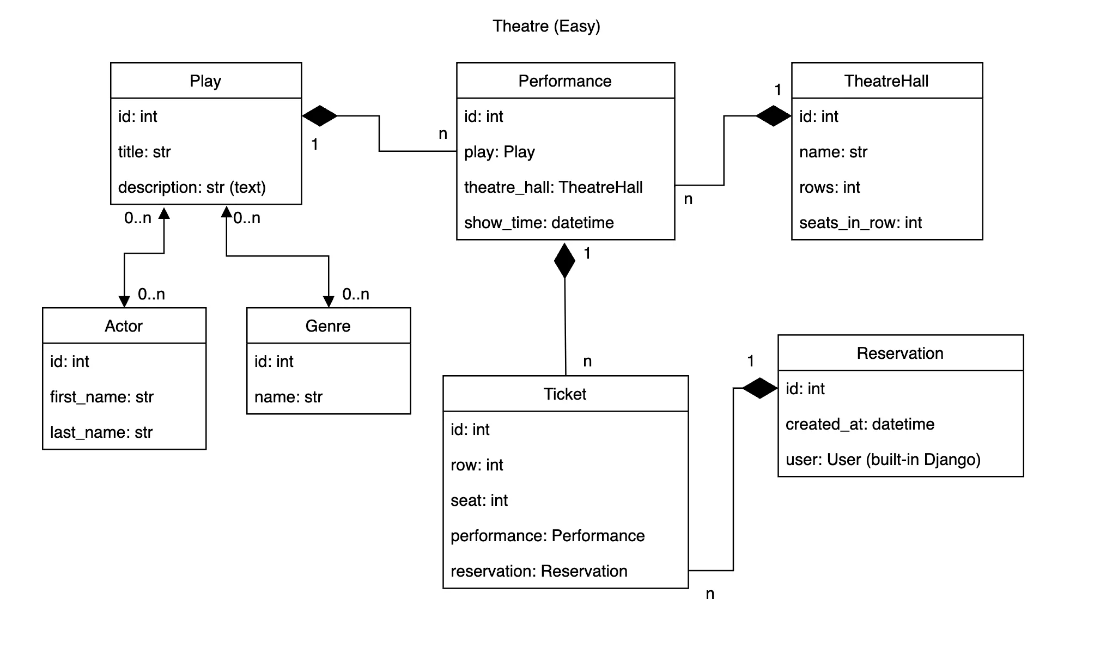 Theatre (Easy)
Play
id: int
title: str
description: str (text)
1
n
Performance
id: int
play: Play
theatre_hall: TheatreHall
show_time: datetime
1
n
TheatreHall
id: int
name: str
rows: int
seats_in_row: int
0..n
0..n
0..n
0..n
Actor
id: int
first_name: str
last_name: str
Genre
id: int
name: str
1
n
Ticket
id: int
row: int
seat: int
performance: Performance
reservation: Reservation
1
n
Reservation
id: int
created_at: datetime
user: User (built-in Django)